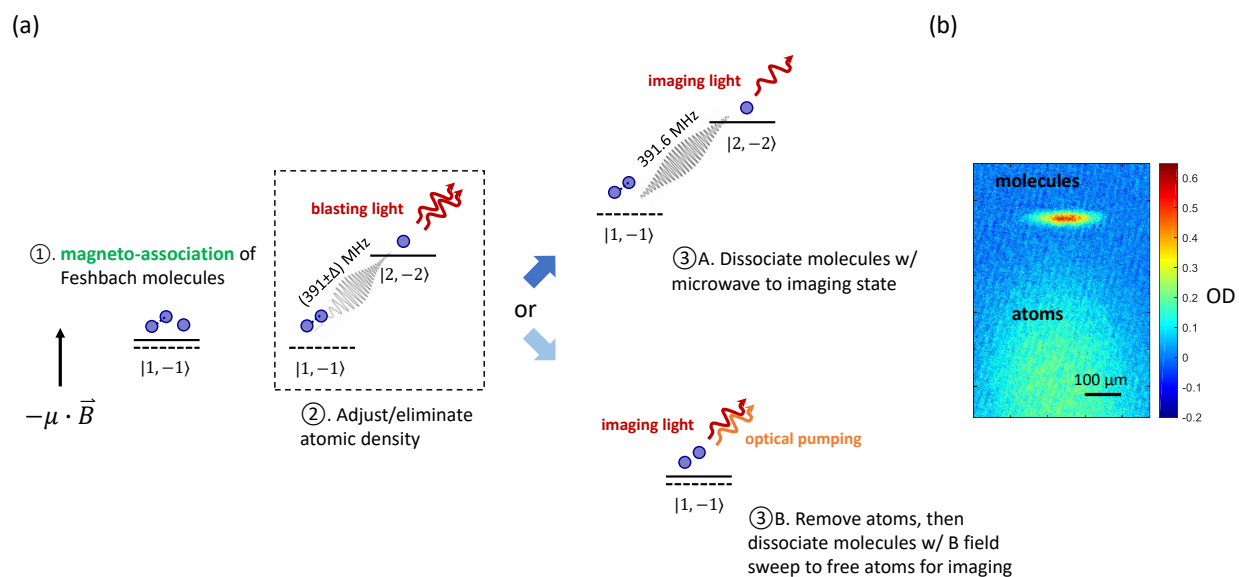 (a)
①. magneto-association of
Feshbach molecules
|1, −1⟩
−μ · B⃗
blasting light
(391±Δ) MHz
|2, −2⟩
|1, −1⟩
②. Adjust/eliminate
atomic density
or
imaging light
391.6 MHz
|2, −2⟩
|1, −1⟩
③A. Dissociate molecules w/
microwave to imaging state
imaging light
optical pumping
|1, −1⟩
③B. Remove atoms, then
dissociate molecules w/ B field
sweep to free atoms for imaging
(b)
molecules
atoms
100 μm
0.6
0.5
0.4
0.3
0.2
0.1
0
-0.1
-0.2
OD